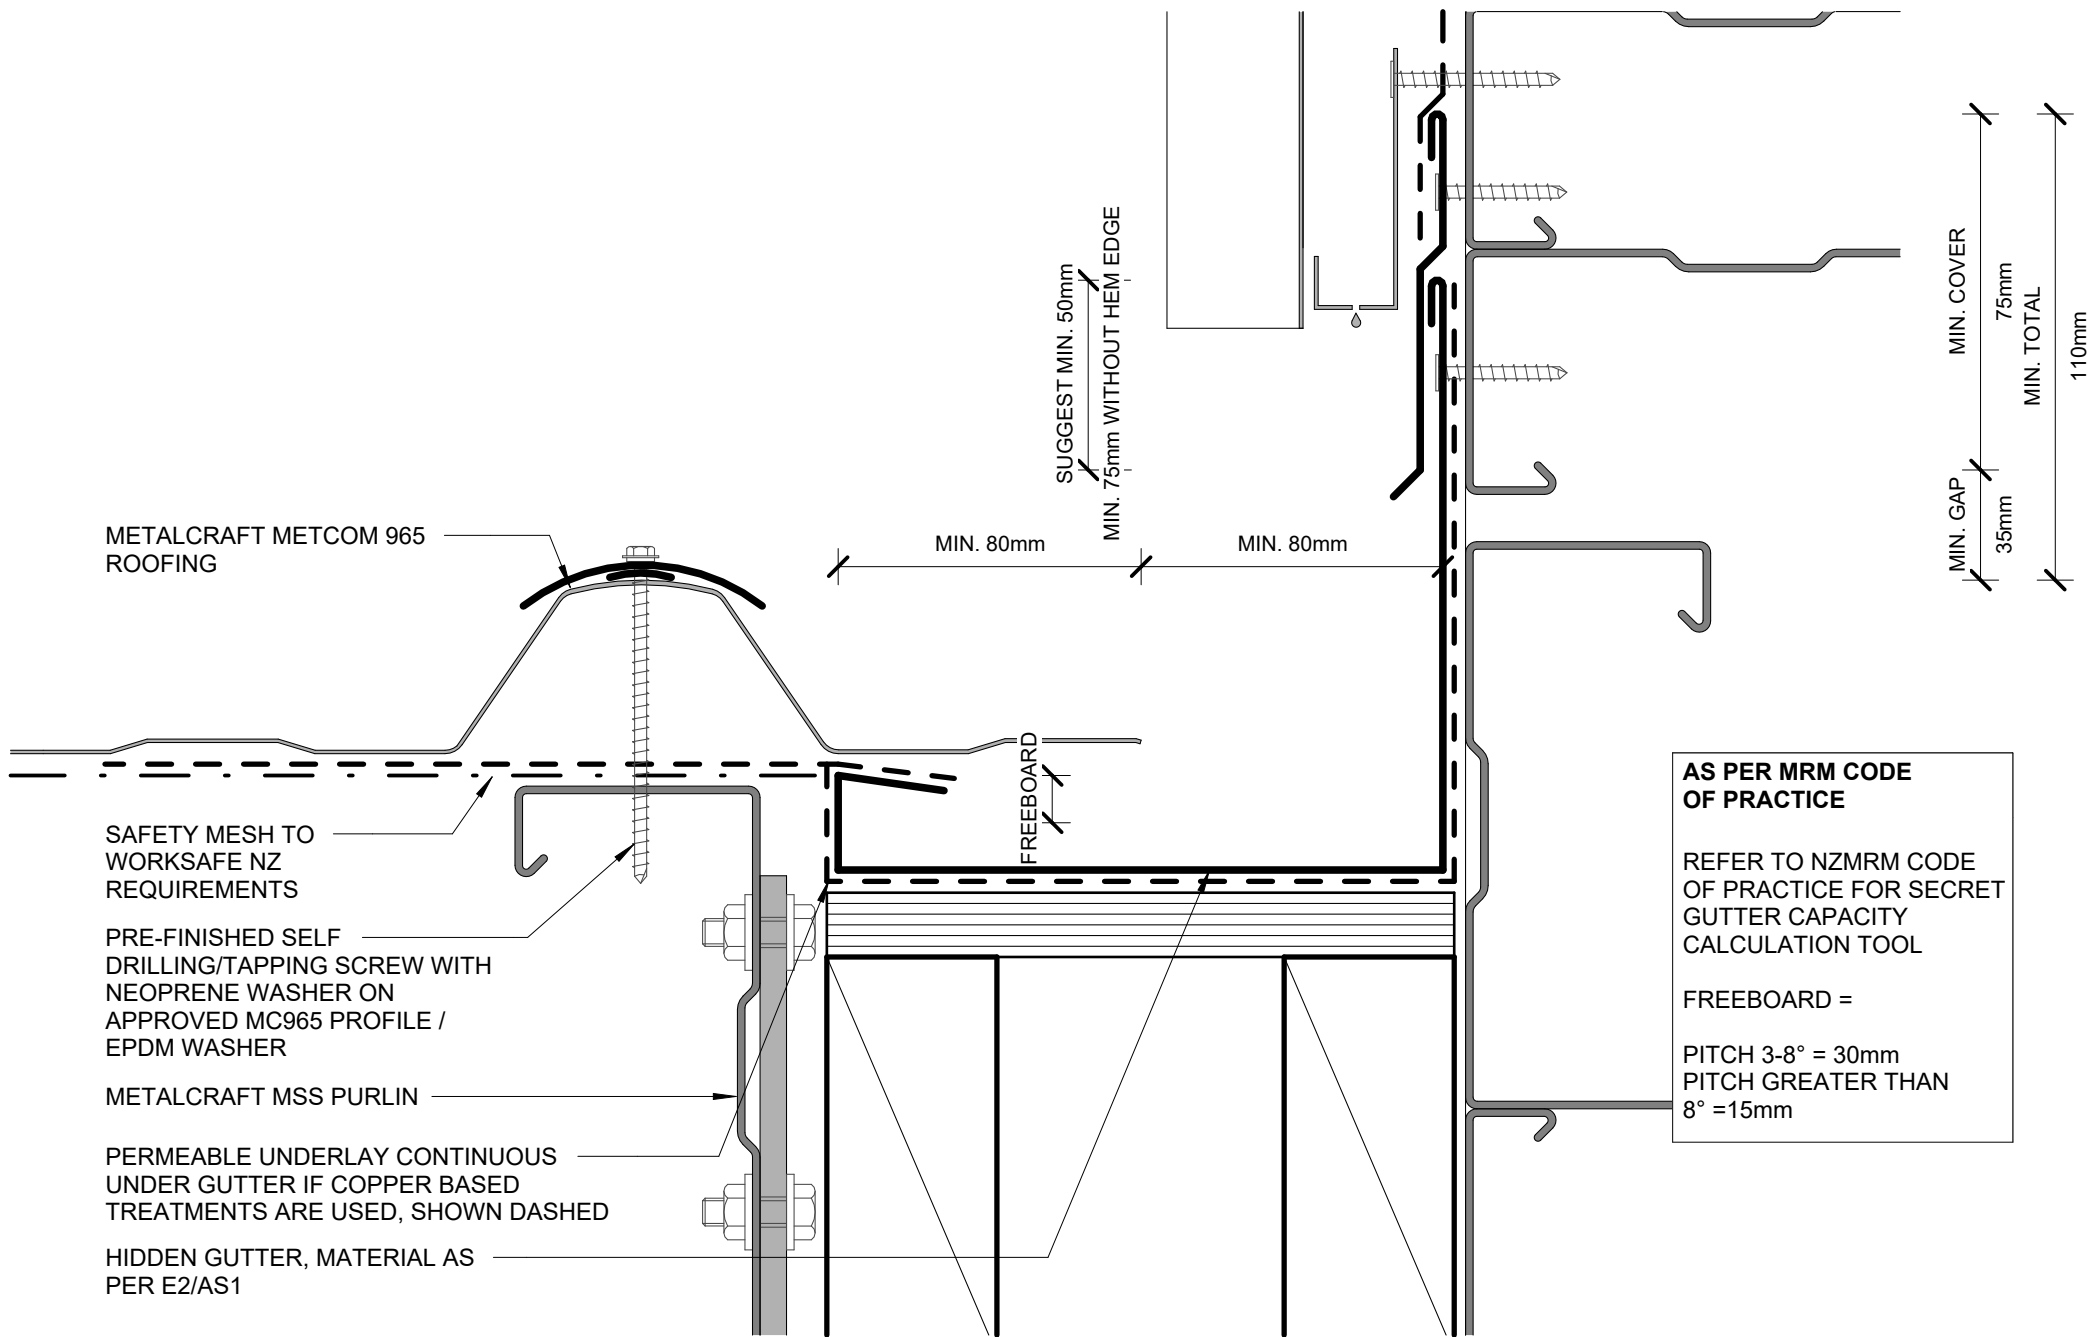 METALCRAFT METCOM 965
ROOFING
SAFETY MESH TO
WORKSAFE NZ
REQUIREMENTS
PRE-FINISHED SELF
DRILLING/TAPPING SCREW WITH
NEOPRENE WASHER ON
APPROVED MC965 PROFILE /
EPDM WASHER
METALCRAFT MSS PURLIN
PERMEABLE UNDERLAY CONTINUOUS
UNDER GUTTER IF COPPER BASED
TREATMENTS ARE USED, SHOWN DASHED
HIDDEN GUTTER, MATERIAL AS
PER E2/AS1
SUGGEST MIN. 50mm
MIN. 75mm WITHOUT HEM EDGE
MIN. 80mm
MIN. 80mm
FREEBOARD
MIN. COVER
75mm
MIN. TOTAL
110mm
MIN. GAP
35mm
AS PER MRM CODE
OF PRACTICE
REFER TO NZMRM CODE
OF PRACTICE FOR SECRET
GUTTER CAPACITY
CALCULATION TOOL
FREEBOARD =
PITCH 3-8° = 30mm
PITCH GREATER THAN
8° =15mm